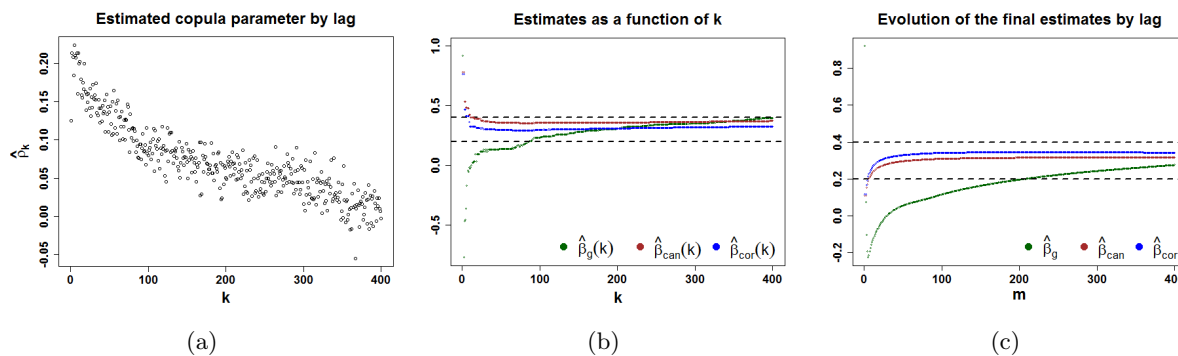 Estimated copula parameter by lag
0.20
0.15
0.10
0.05
0.00
-0.05
ρ̂k
0 100 200 300 400
k
(a)
Estimates as a function of k
1.0
0.5
0.0
-0.5
β̂g(k) β̂can(k) β̂cor(k)
0 100 200 300 400
k
(b)
Evolution of the final estimates by lag
0.8
0.6
0.4
0.2
0.0
-0.2
β̂g β̂can β̂cor
0 100 200 300 400
m
(c)